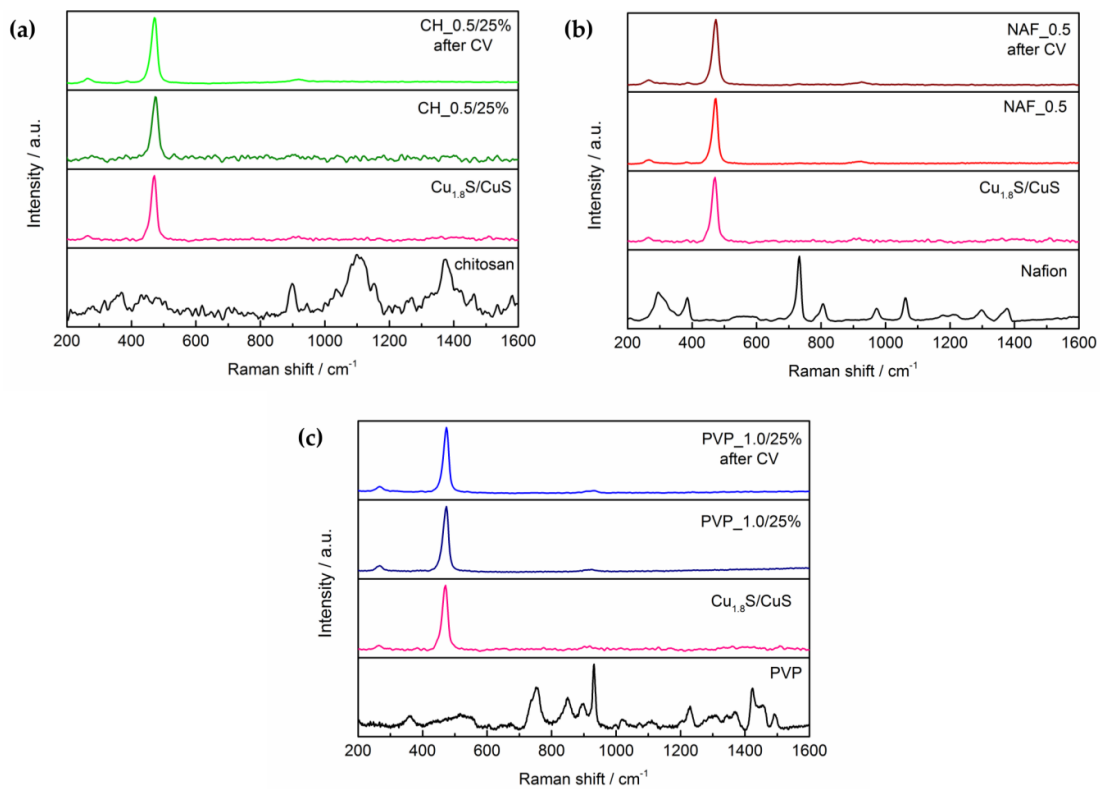 (a)
CH_0.5/25%
after CV
CH_0.5/25%
Cu1.8S/CuS
chitosan
Intensity / a.u.
200 400 600 800 1000 1200 1400 1600
Raman shift / cm-1
(b)
NAF_0.5
after CV
NAF_0.5
Cu1.8S/CuS
Nafion
Intensity / a.u.
200 400 600 800 1000 1200 1400 1600
Raman shift / cm-1
(c)
PVP_1.0/25%
after CV
PVP_1.0/25%
Cu1.8S/CuS
PVP
Intensity / a.u.
200 400 600 800 1000 1200 1400 1600
Raman shift / cm-1